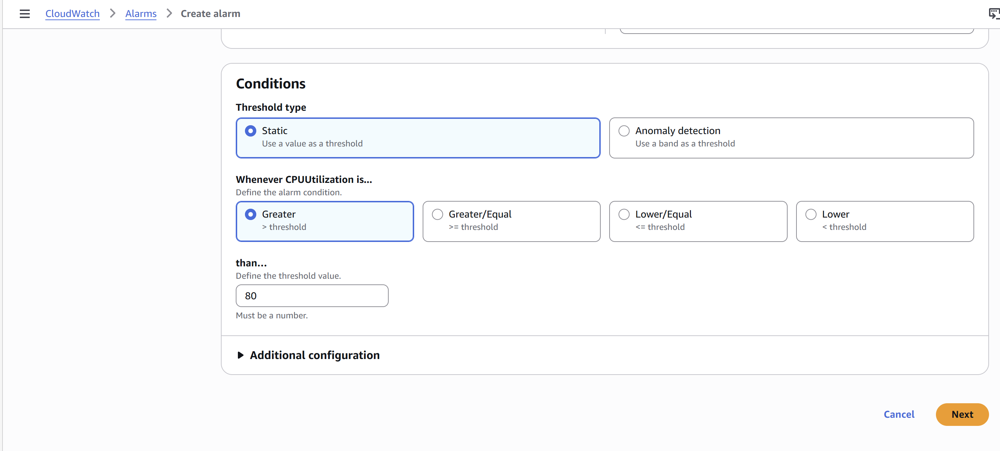 CloudWatch > Alarms > Create alarm
Conditions
Threshold type
Static
Use a value as a threshold
Anomaly detection
Use a band as a threshold
Whenever CPUUtilization is...
Define the alarm condition.
Greater
> threshold
Greater/Equal
>= threshold
Lower/Equal
<= threshold
Lower
< threshold
than...
Define the threshold value.
80
Must be a number.
Additional configuration
Cancel
Next